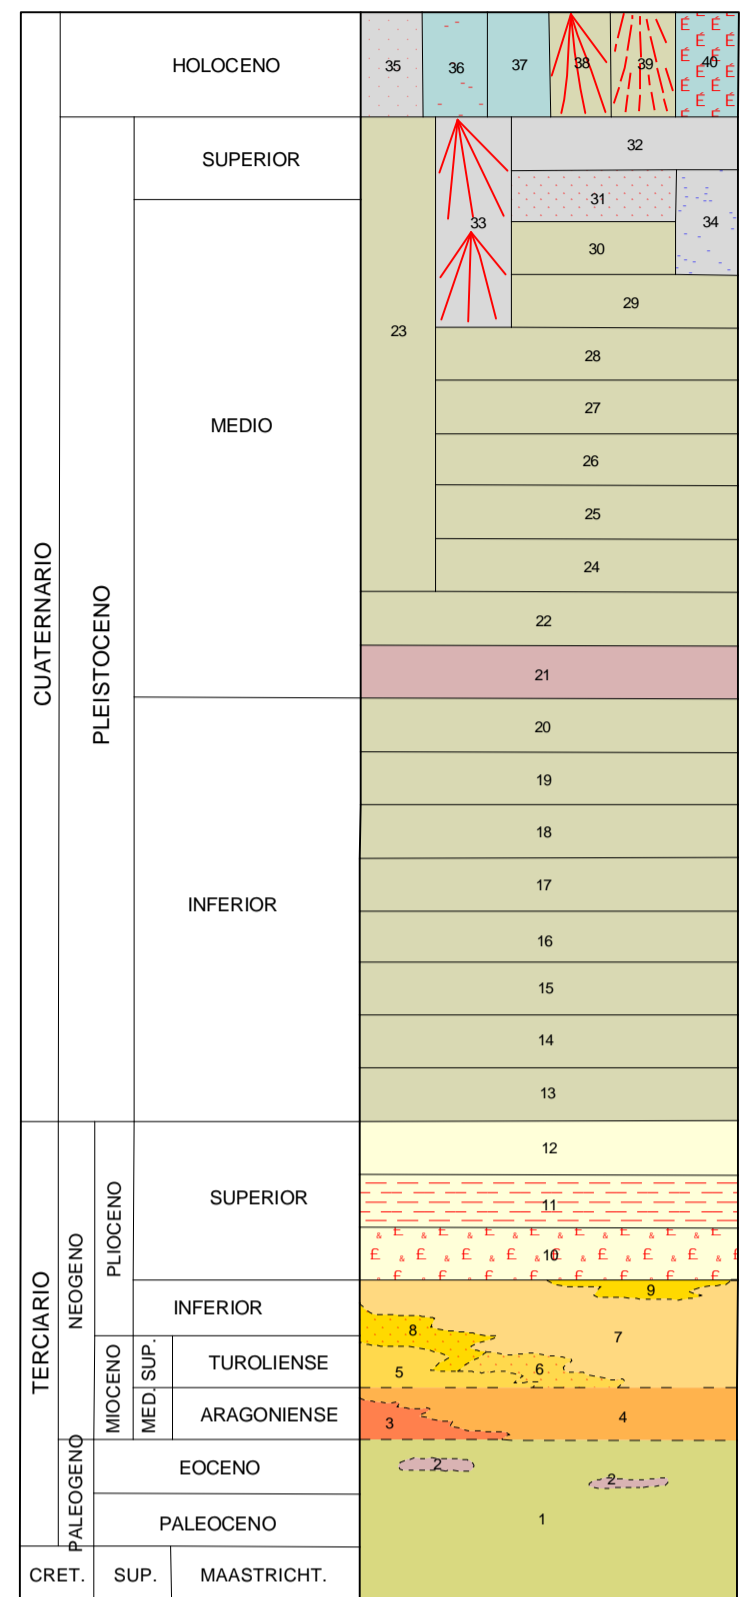 HOLOCENO
35 36 37 38 39 40
SUPERIOR
32
31
34
33
30
29
23
28
27
MEDIO
26
25
24
CUATERNARIO
PLEISTOCENO
22
21
20
19
18
17
INFERIOR
16
15
14
13
12
SUPERIOR
11
10
PLIOCENO
NEOGENO
TERCIARIO
9
INFERIOR
8
7
SUP.
TUROLIENSE
5
6
MIOCENO
MED.
ARAGONIENSE
3
4
PALEOGENO
EOCENO
2
2
1
PALEOCENO
CRET. SUP. MAASTRICHT.